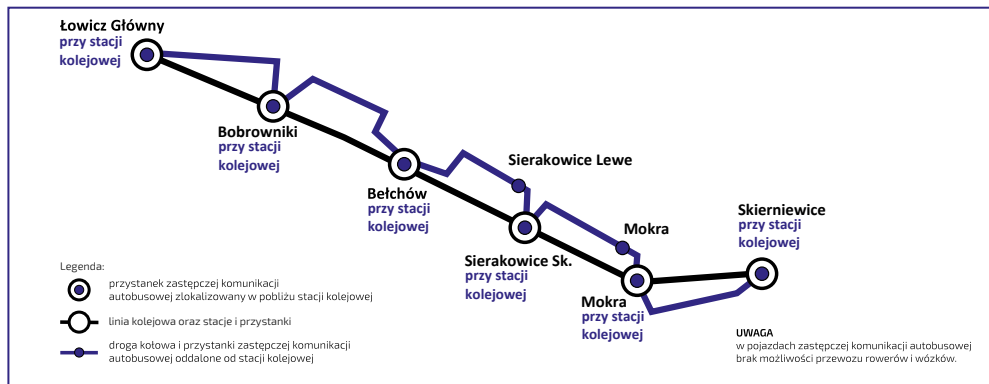 Łowicz Główny
przy stacji
kolejowej
Bobrowniki
przy stacji
kolejowej
Bełchów
przy stacji
kolejowej
Sierakowice Lewe
Sierakowice Sk.
przy stacji
kolejowej
Mokra
Mokra
przy stacji
kolejowej
Skierniewice
przy stacji
kolejowej
Legenda:
przystanek zastępczej komunikacji
autobusowej zlokalizowany w pobliżu stacji kolejowej
linia kolejowa oraz stacje i przystanki
droga kołowa i przystanki zastępczej komunikacji
autobusowej oddalone od stacji kolejowej
UWAGA
w pojazdach zastępczej komunikacji autobusowej
brak możliwości przewozu rowerów i wózków.